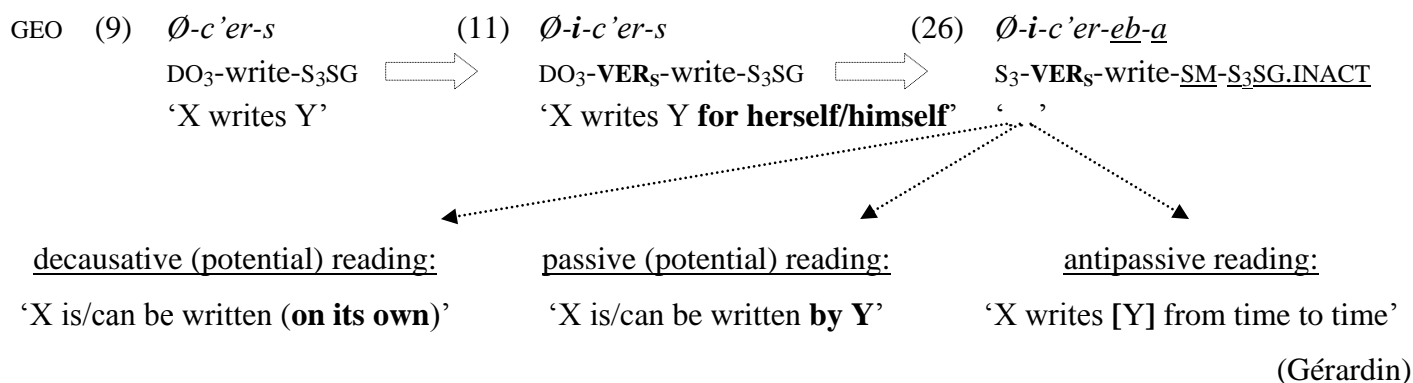 GEO (9) Ø-c’er-s (11) Ø-i-c’er-s (26) Ø-i-c’er-eb-a
DO₃-write-S₃SG DO₃-VERₛ-write-S₃SG S₃-VERₛ-write-SM-S₃SG.INACT
‘X writes Y’ ‘X writes Y for herself/himself’ ‘…’
decausative (potential) reading: passive (potential) reading: antipassive reading:
‘X is/can be written (on its own)’ ‘X is/can be written by Y’ ‘X writes [Y] from time to time’
(Gérardin)